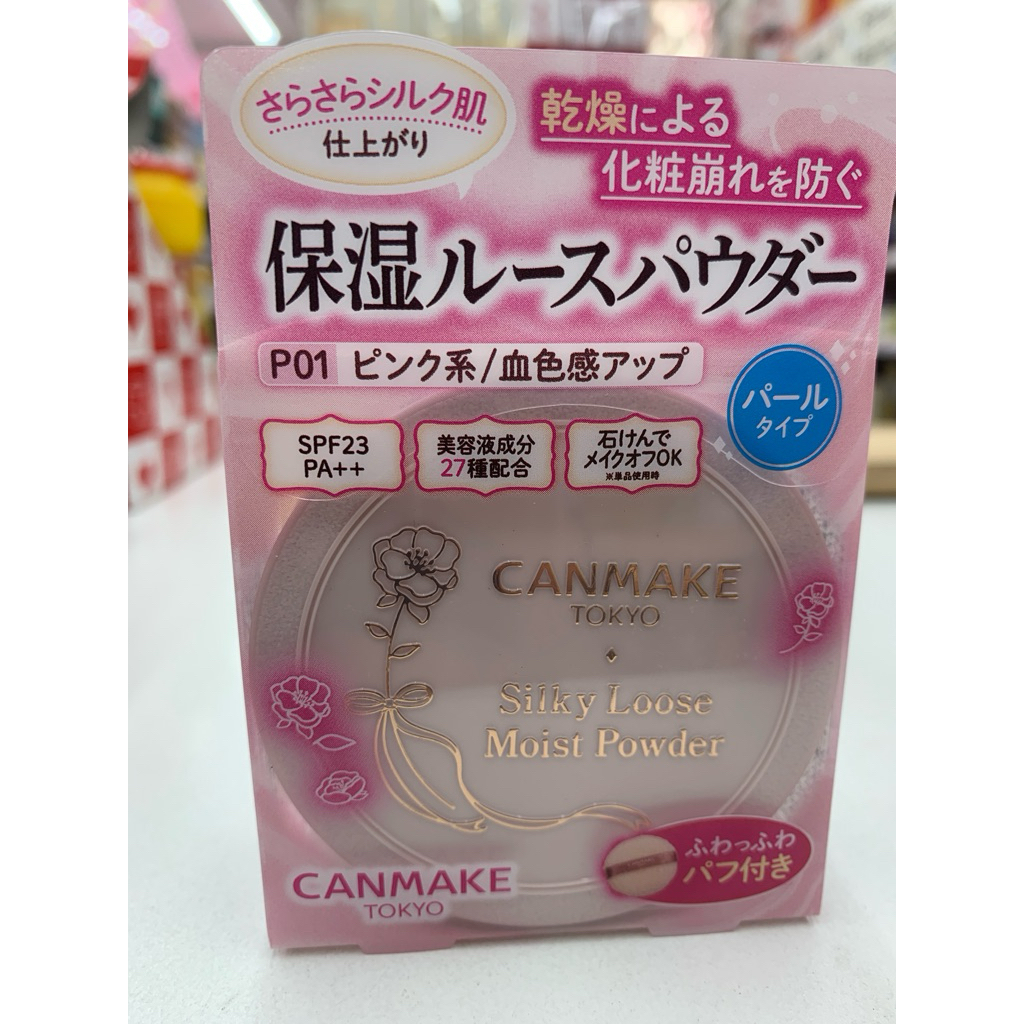 さらさらシルク肌
仕上がり
乾燥による
化粧崩れを防ぐ
保湿ルースパウダー
P01 ピンク系/血色感アップ
パール
タイプ
SPF23
PA++
美容液成分
27種配合
石けんで
メイクオフOK
※単品使用時
CANMAKE
TOKYO
Silky Loose
Moist Powder
ふわっふわ
パフ付き
CANMAKE
TOKYO